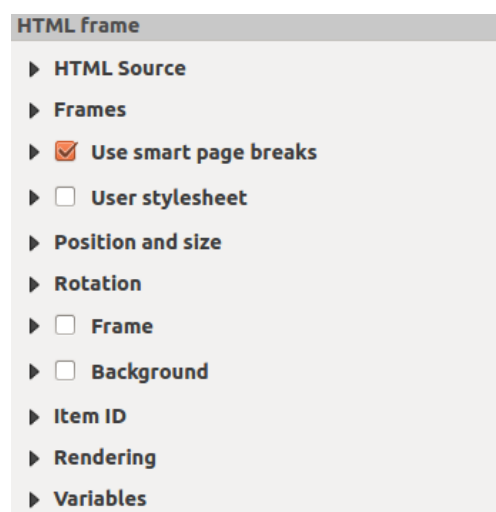 HTML frame
HTML Source
Frames
Use smart page breaks
User stylesheet
Position and size
Rotation
Frame
Background
Item ID
Rendering
Variables